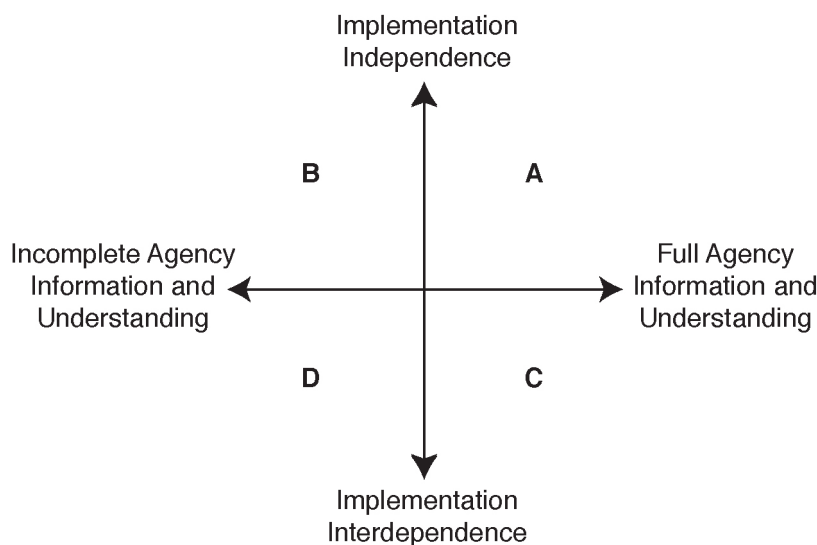 Implementation
Independence
B
A
Incomplete Agency
Information and
Understanding
Full Agency
Information and
Understanding
D
C
Implementation
Interdependence